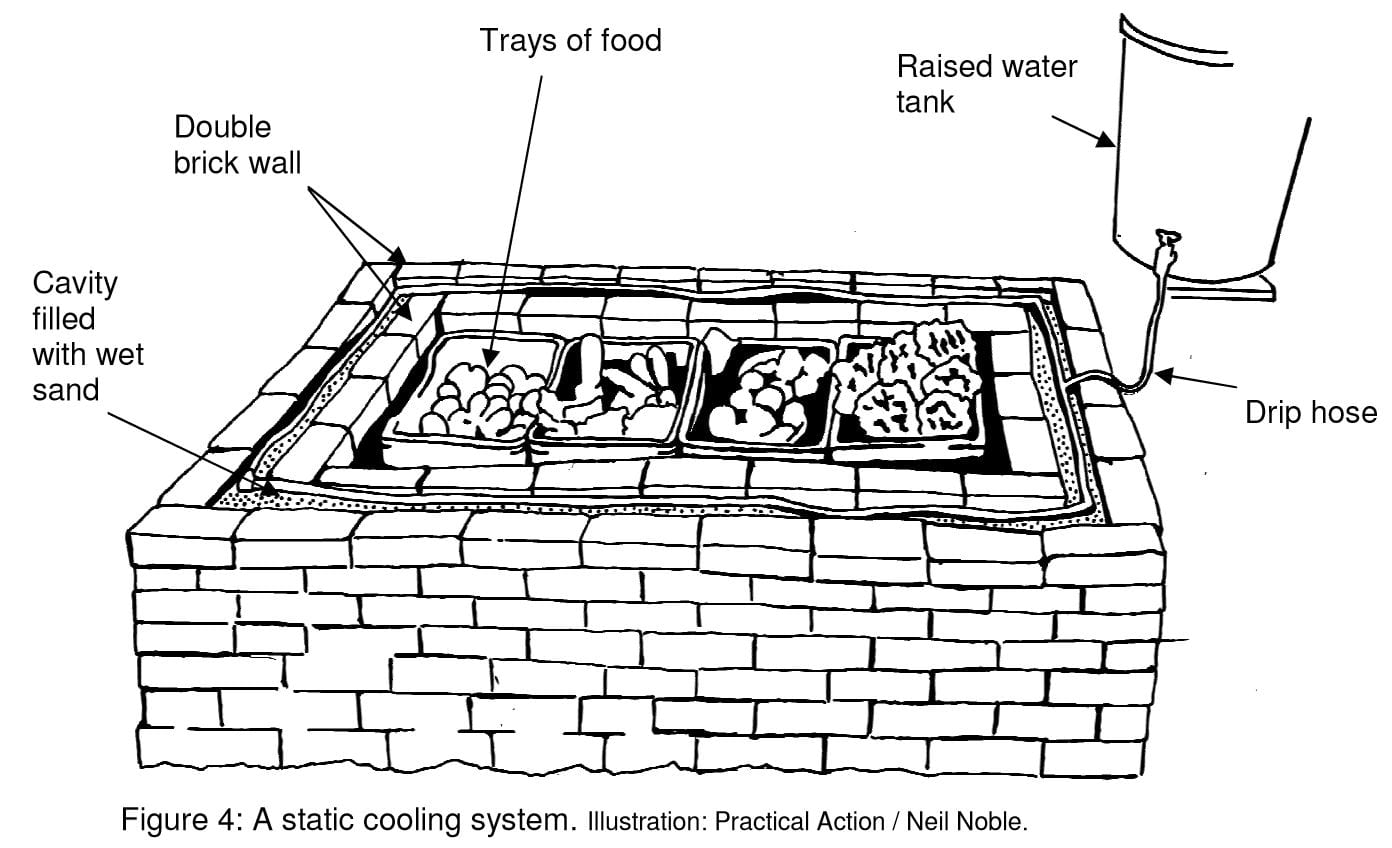 Trays of food
Raised water
tank
Double
brick wall
Cavity
filled
with wet
sand
Drip hose
Figure 4: A static cooling system. Illustration: Practical Action / Neil Noble.